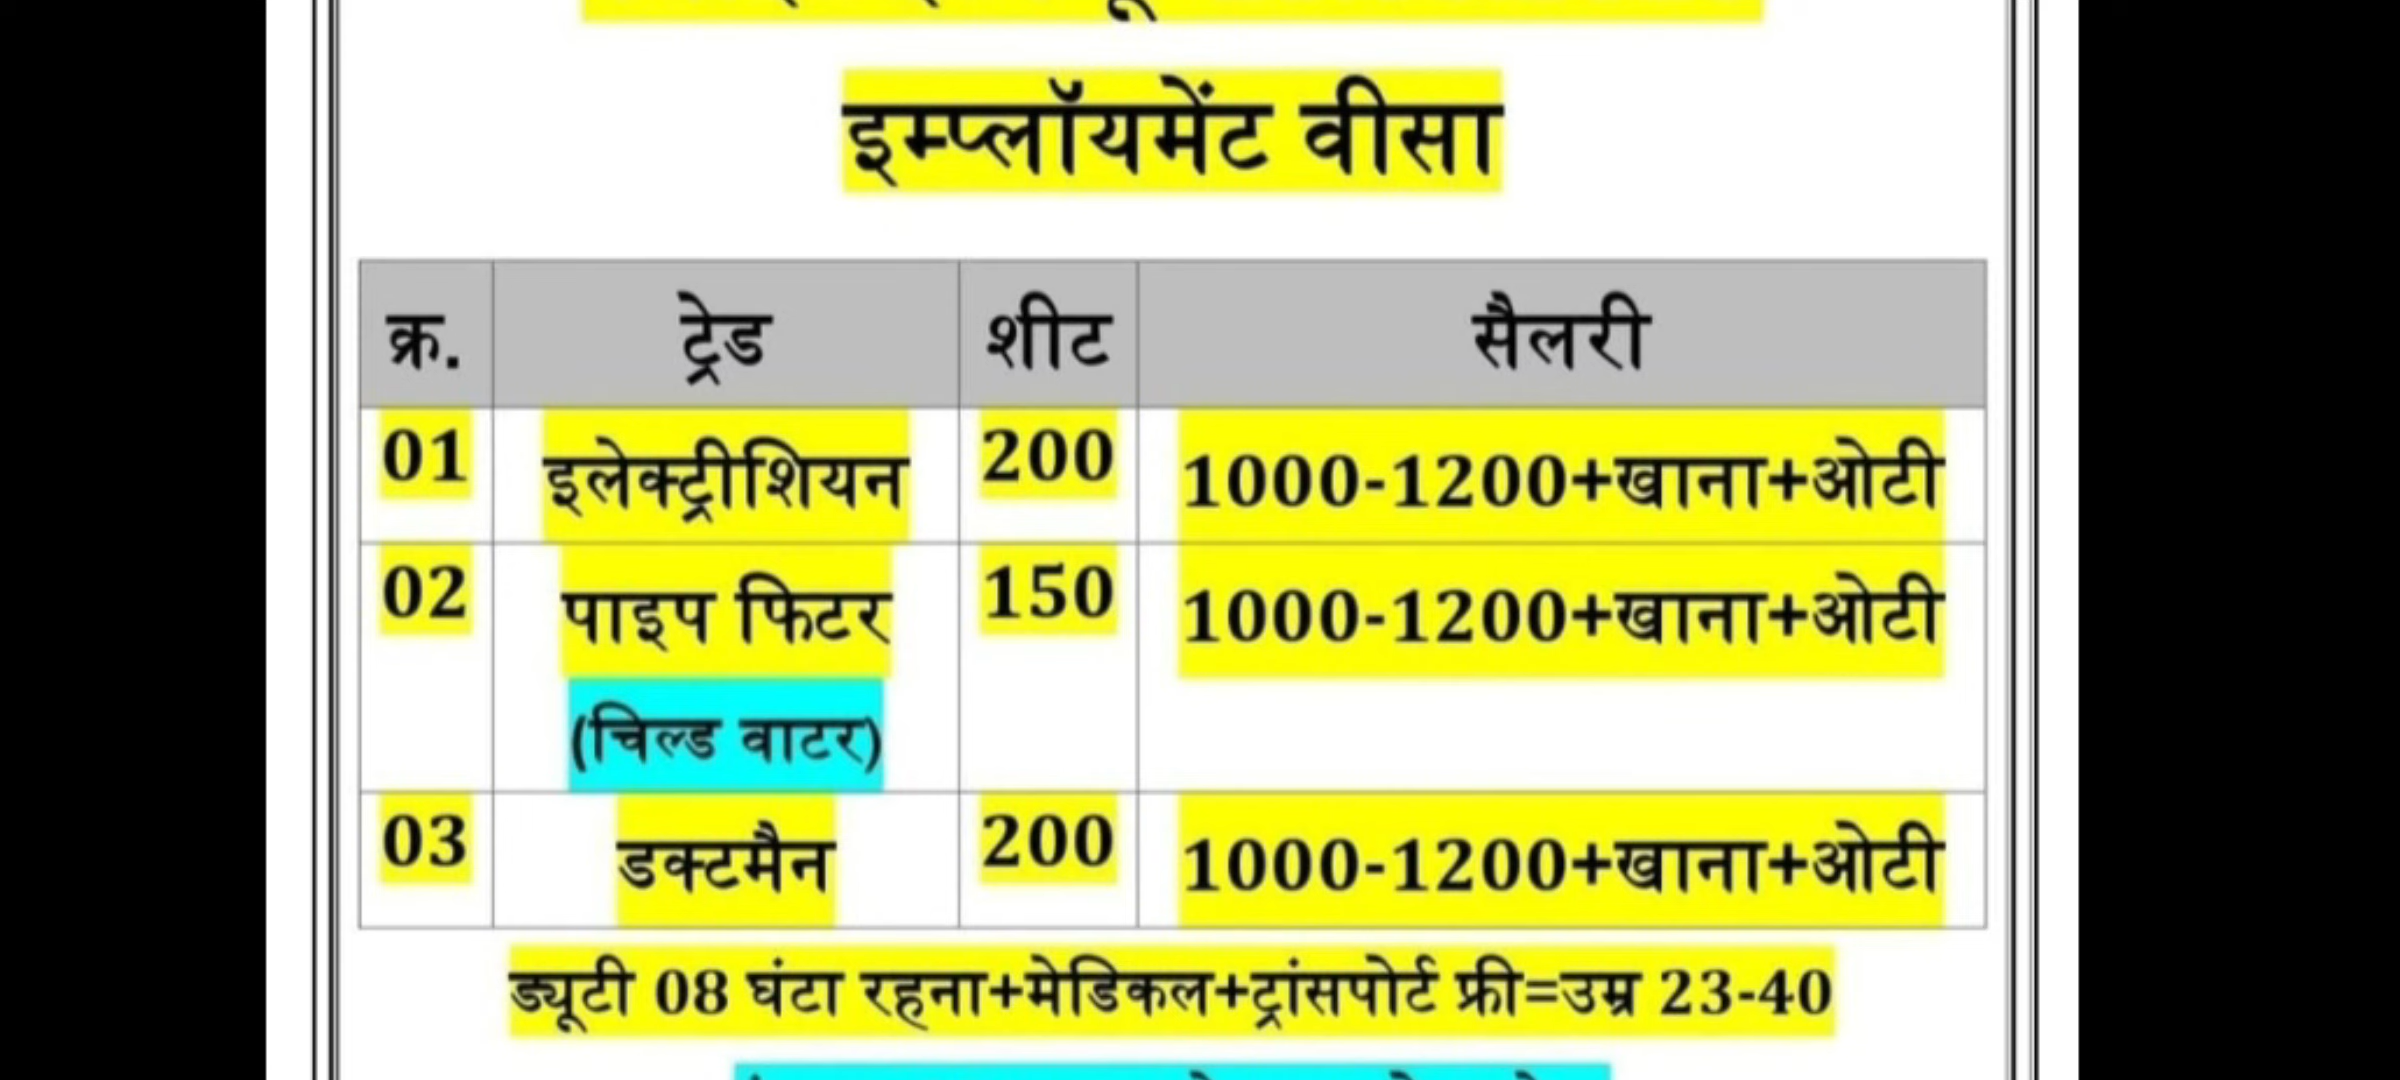 इम्प्लॉयमेंट वीसा
क्र. ट्रेड शीट सैलरी
01 इलेक्ट्रीशियन 200 1000-1200+खाना+ओटी
02 पाइप फिटर 150 1000-1200+खाना+ओटी
(चिल्ड वाटर)
03 डक्टमैन 200 1000-1200+खाना+ओटी
ड्यूटी 08 घंटा रहना+मेडिकल+ट्रांसपोर्ट फ्री=उम्र 23-40